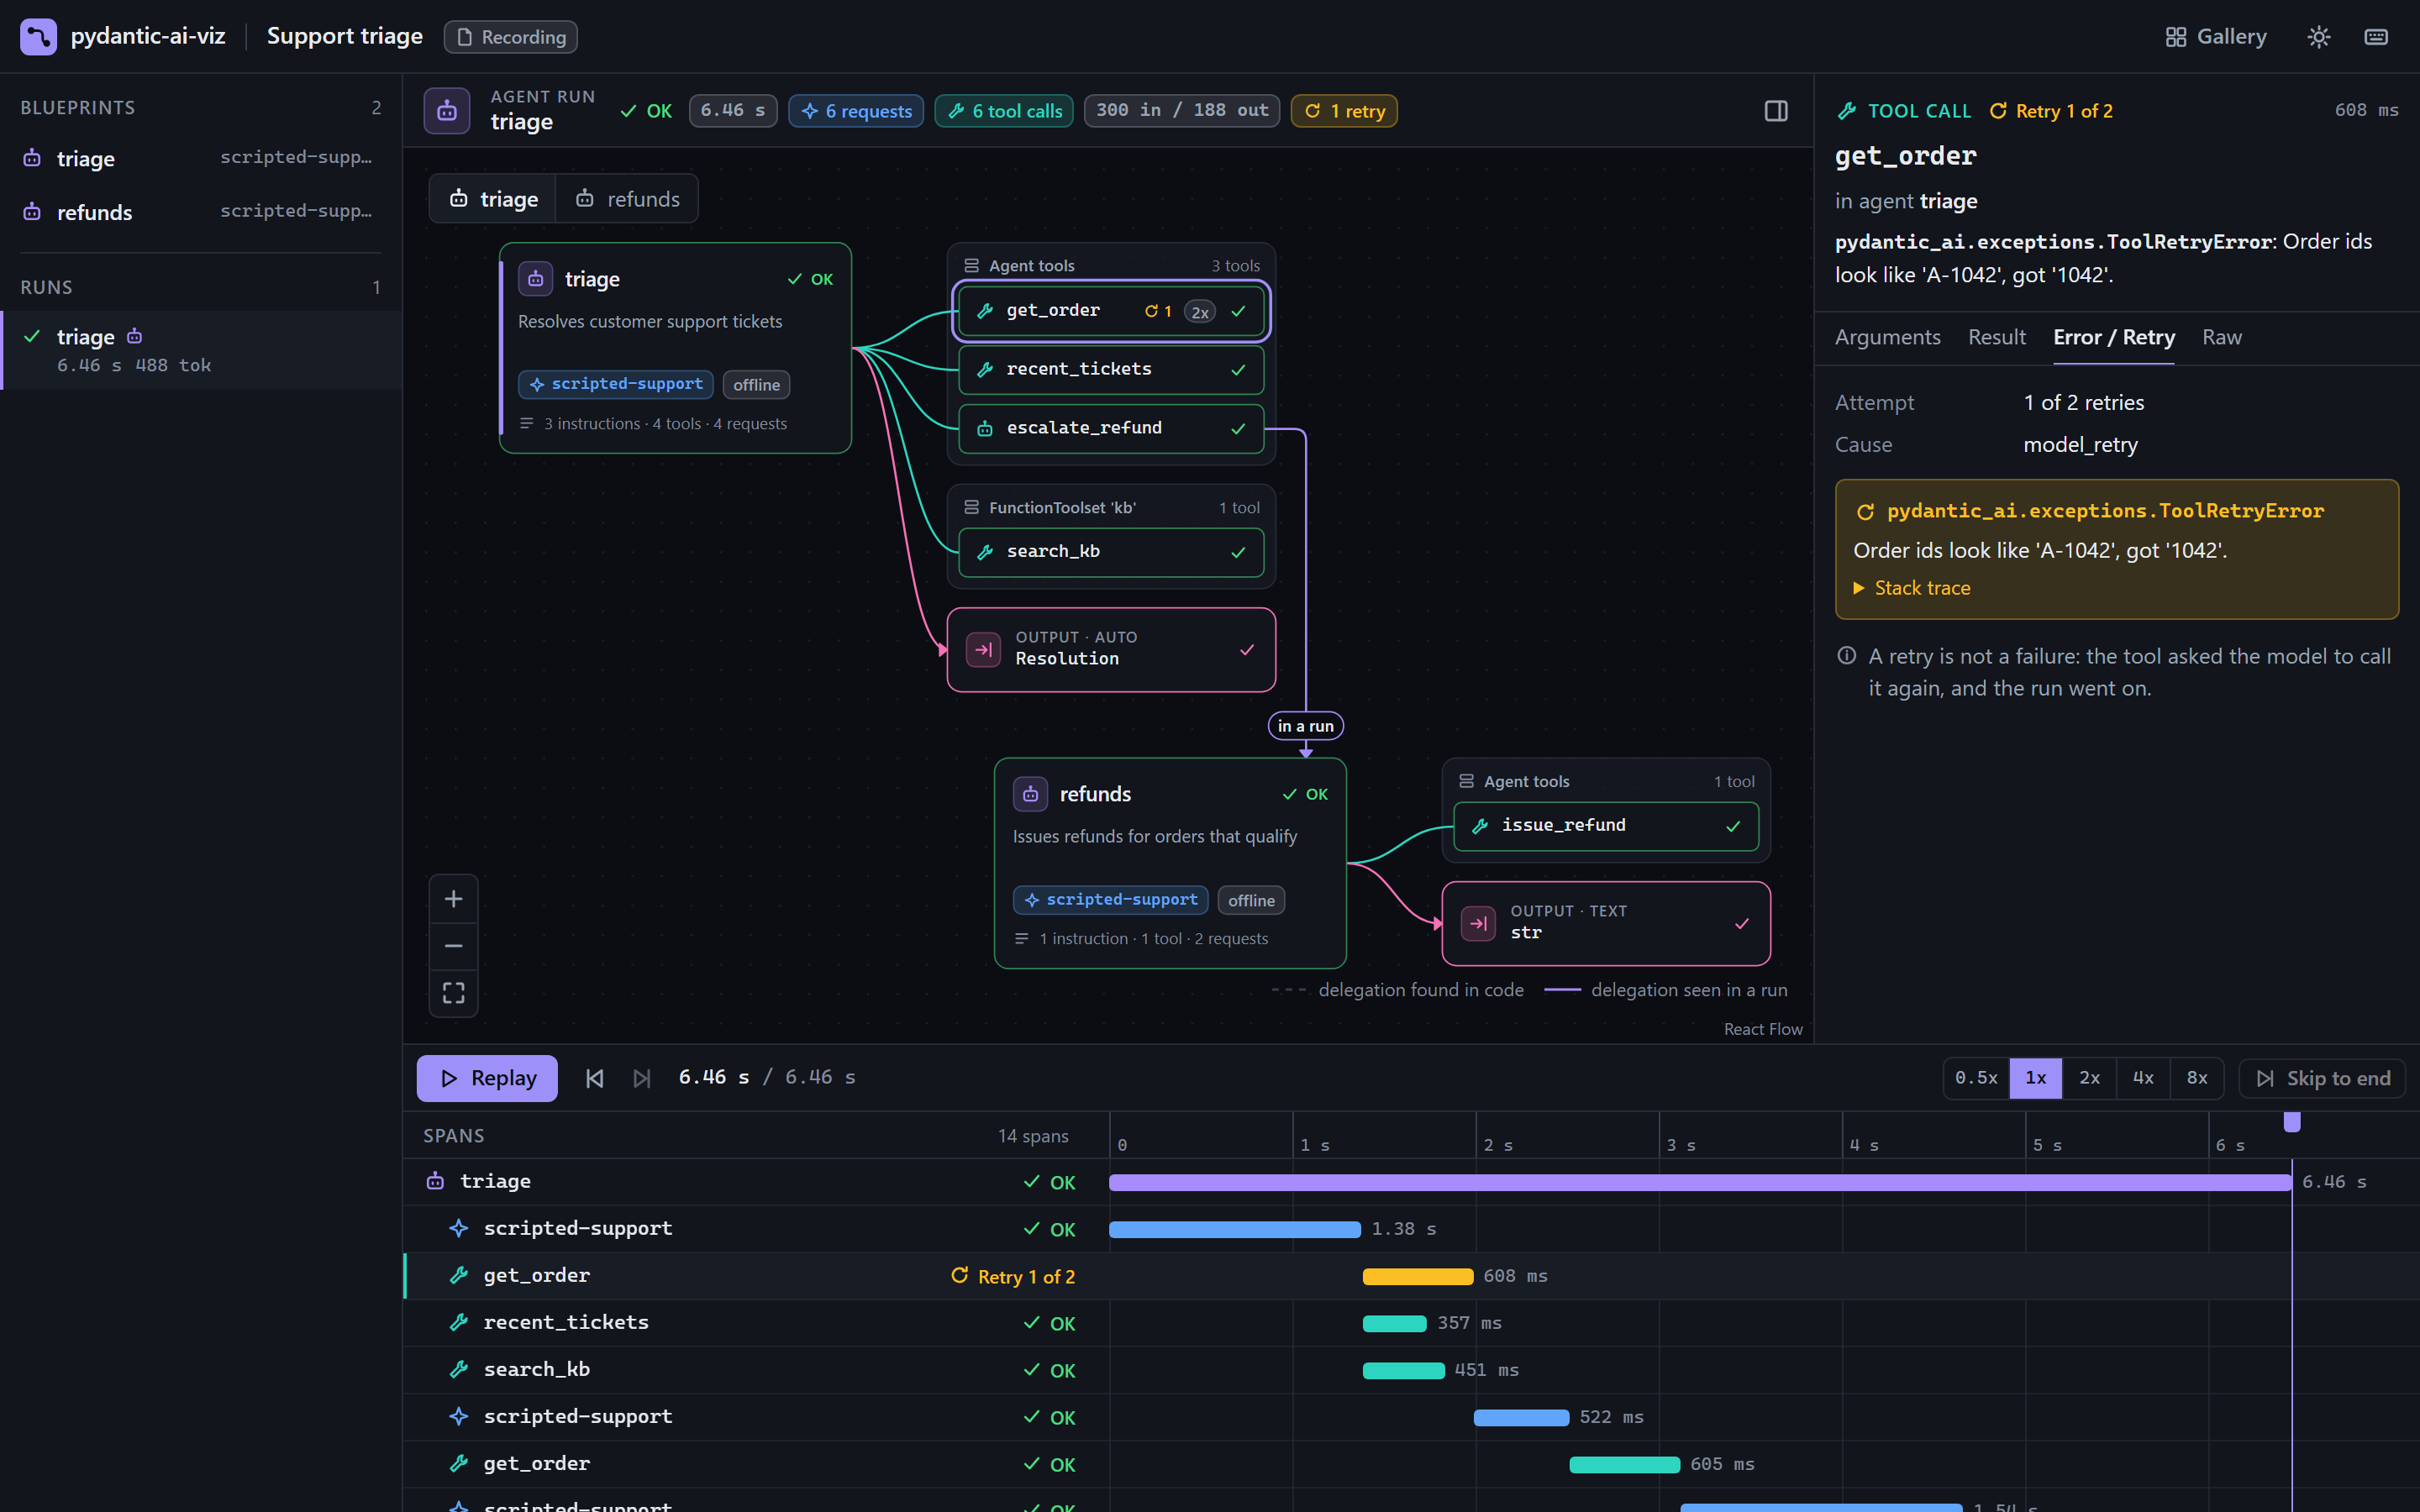 pydantic-ai-viz
Support triage
Recording
Gallery
BLUEPRINTS 2
triage scripted-supp…
refunds scripted-supp…
RUNS 1
triage
6.46 s 488 tok
AGENT RUN
triage
OK
6.46 s
6 requests
6 tool calls
300 in / 188 out
1 retry
triage
refunds
triage
OK
Resolves customer support tickets
scripted-support
offline
3 instructions · 4 tools · 4 requests
Agent tools 3 tools
get_order 1 2x
recent_tickets
escalate_refund
FunctionToolset 'kb' 1 tool
search_kb
OUTPUT · AUTO
Resolution
in a run
refunds
OK
Issues refunds for orders that qualify
scripted-support
offline
1 instruction · 1 tool · 2 requests
Agent tools 1 tool
issue_refund
OUTPUT · TEXT
str
delegation found in code
delegation seen in a run
React Flow
TOOL CALL Retry 1 of 2 608 ms
get_order
in agent triage
pydantic_ai.exceptions.ToolRetryError: Order ids
look like 'A-1042', got '1042'.
Arguments Result Error / Retry Raw
Attempt 1 of 2 retries
Cause model_retry
pydantic_ai.exceptions.ToolRetryError
Order ids look like 'A-1042', got '1042'.
Stack trace
A retry is not a failure: the tool asked the model to call
it again, and the run went on.
Replay
6.46 s / 6.46 s
0.5x 1x 2x 4x 8x
Skip to end
SPANS 14 spans
0 1 s 2 s 3 s 4 s 5 s 6 s
triage OK 6.46 s
scripted-support OK 1.38 s
get_order Retry 1 of 2 608 ms
recent_tickets OK 357 ms
search_kb OK 451 ms
scripted-support OK 522 ms
get_order OK 605 ms
scripted-support OK 1.54 s